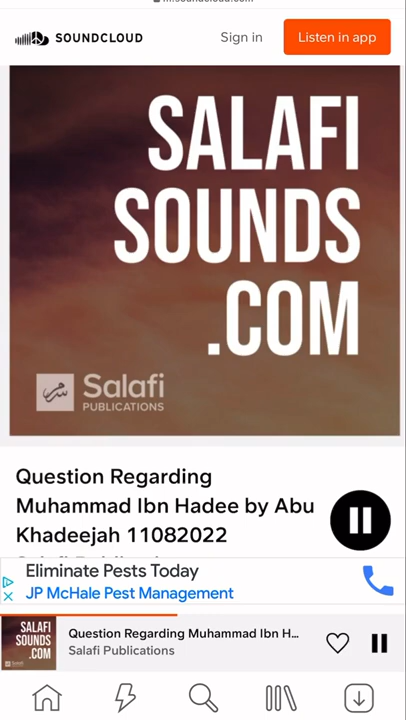 SOUNDCLOUD
Sign in
Listen in app
SALAFI
SOUNDS
.COM
Salafi
PUBLICATIONS
Question Regarding
Muhammad Ibn Hadee by Abu
Khadeejah 11082022
Eliminate Pests Today
JP McHale Pest Management
SALAFI
SOUNDS
.COM
Question Regarding Muhammad Ibn H...
Salafi Publications